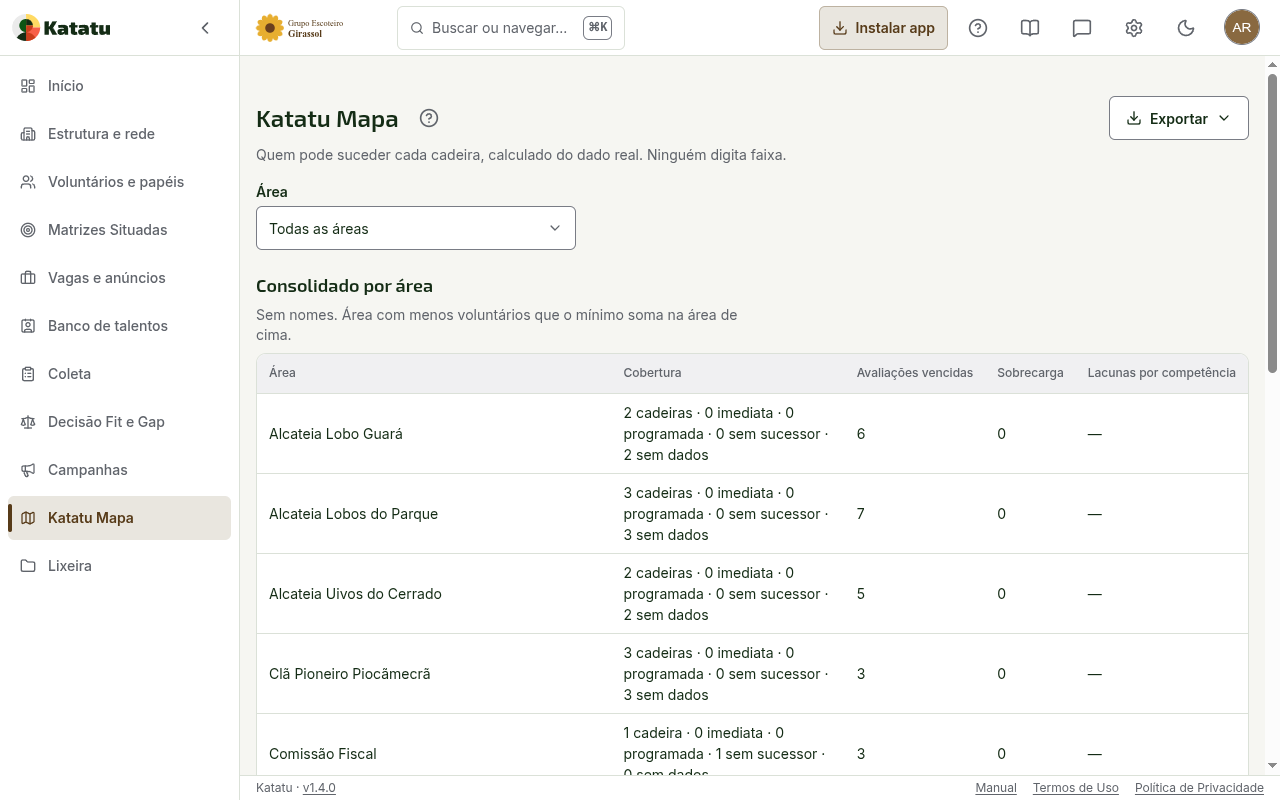 Katatu
Grupo Escoteiro
Girassol
Buscar ou navegar...
⌘K
Instalar app
AR
Início
Estrutura e rede
Voluntários e papéis
Matrizes Situadas
Vagas e anúncios
Banco de talentos
Coleta
Decisão Fit e Gap
Campanhas
Katatu Mapa
Lixeira
Katatu Mapa
Exportar
Quem pode suceder cada cadeira, calculado do dado real. Ninguém digita faixa.
Área
Todas as áreas
Consolidado por área
Sem nomes. Área com menos voluntários que o mínimo soma na área de
cima.
Área Cobertura Avaliações vencidas Sobrecarga Lacunas por competência
2 cadeiras · 0 imediata · 0
Alcateia Lobo Guará programada · 0 sem sucessor · 6 0 —
2 sem dados
3 cadeiras · 0 imediata · 0
Alcateia Lobos do Parque programada · 0 sem sucessor · 7 0 —
3 sem dados
2 cadeiras · 0 imediata · 0
Alcateia Uivos do Cerrado programada · 0 sem sucessor · 5 0 —
2 sem dados
3 cadeiras · 0 imediata · 0
Clã Pioneiro Piocãmecrã programada · 0 sem sucessor · 3 0 —
3 sem dados
1 cadeira · 0 imediata · 0
Comissão Fiscal programada · 1 sem sucessor · 3 0 —
0 sem dados
Katatu · v1.4.0
Manual Termos de Uso Política de Privacidade